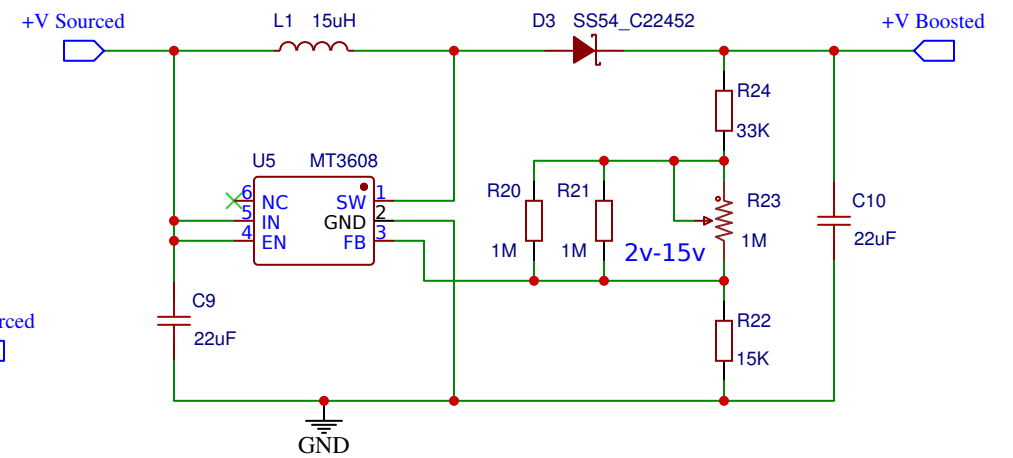 +V Sourced
L1 15uH
D3 SS54_C22452
+V Boosted
R24
33K
U5 MT3608
6 NC
5 IN
4 EN
SW 1
GND 2
FB 3
R20
1M
R21
1M
2v-15v
R23
1M
C10
22uF
C9
22uF
rced
R22
15K
GND